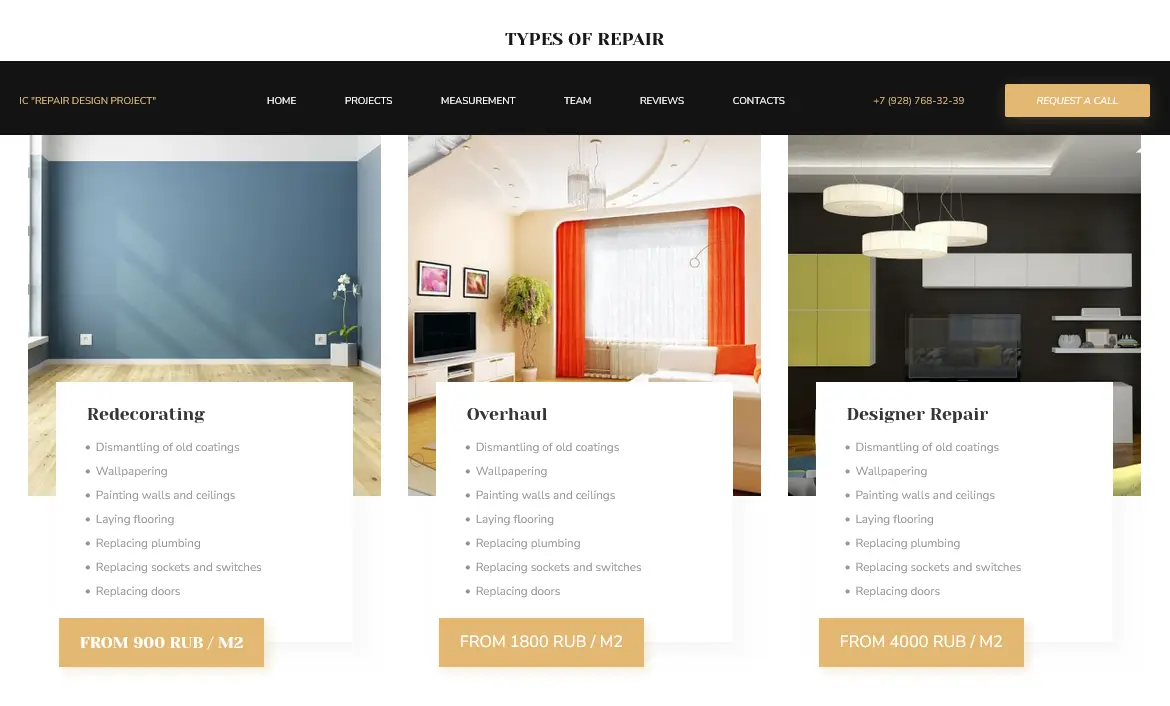 TYPES OF REPAIR
IC "REPAIR DESIGN PROJECT"
HOME
PROJECTS
MEASUREMENT
TEAM
REVIEWS
CONTACTS
+7 (928) 768-32-39
REQUEST A CALL
Redecorating
• Dismantling of old coatings
• Wallpapering
• Painting walls and ceilings
• Laying flooring
• Replacing plumbing
• Replacing sockets and switches
• Replacing doors
FROM 900 RUB / M2
Overhaul
• Dismantling of old coatings
• Wallpapering
• Painting walls and ceilings
• Laying flooring
• Replacing plumbing
• Replacing sockets and switches
• Replacing doors
FROM 1800 RUB / M2
Designer Repair
• Dismantling of old coatings
• Wallpapering
• Painting walls and ceilings
• Laying flooring
• Replacing plumbing
• Replacing sockets and switches
• Replacing doors
FROM 4000 RUB / M2